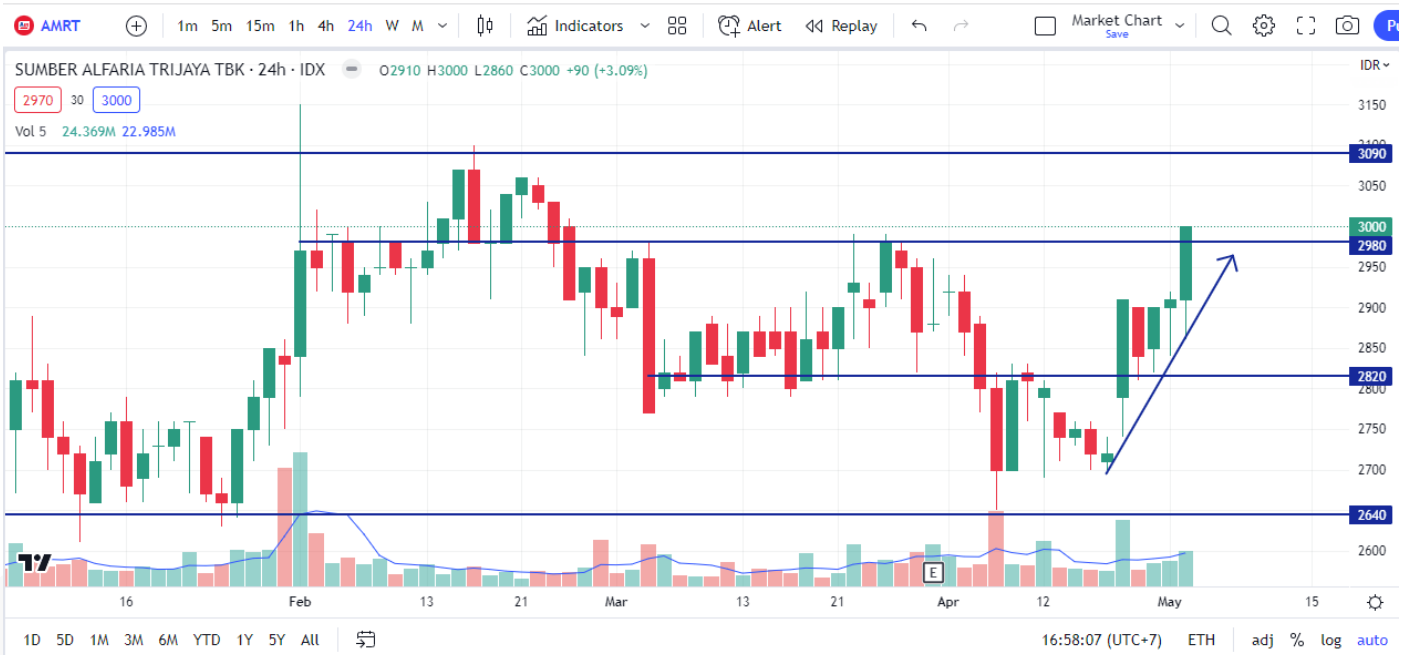 AMRT 1m 5m 15m 1h 4h 24h W M Indicators Alert Replay Market Chart
Save
SUMBER ALFARIA TRIJAYA TBK · 24h · IDX O2910 H3000 L2860 C3000 +90 (+3.09%) IDR
2970 30 3000
Vol 5 24.369M 22.985M
3150
3100
3090
3050
3000
2980
2950
2900
2850
2820
2800
2750
2700
2640
2600
E
16 Feb 13 21 Mar 13 21 Apr 12 May 15
1D 5D 1M 3M 6M YTD 1Y 5Y All 16:58:07 (UTC+7) ETH adj % log auto